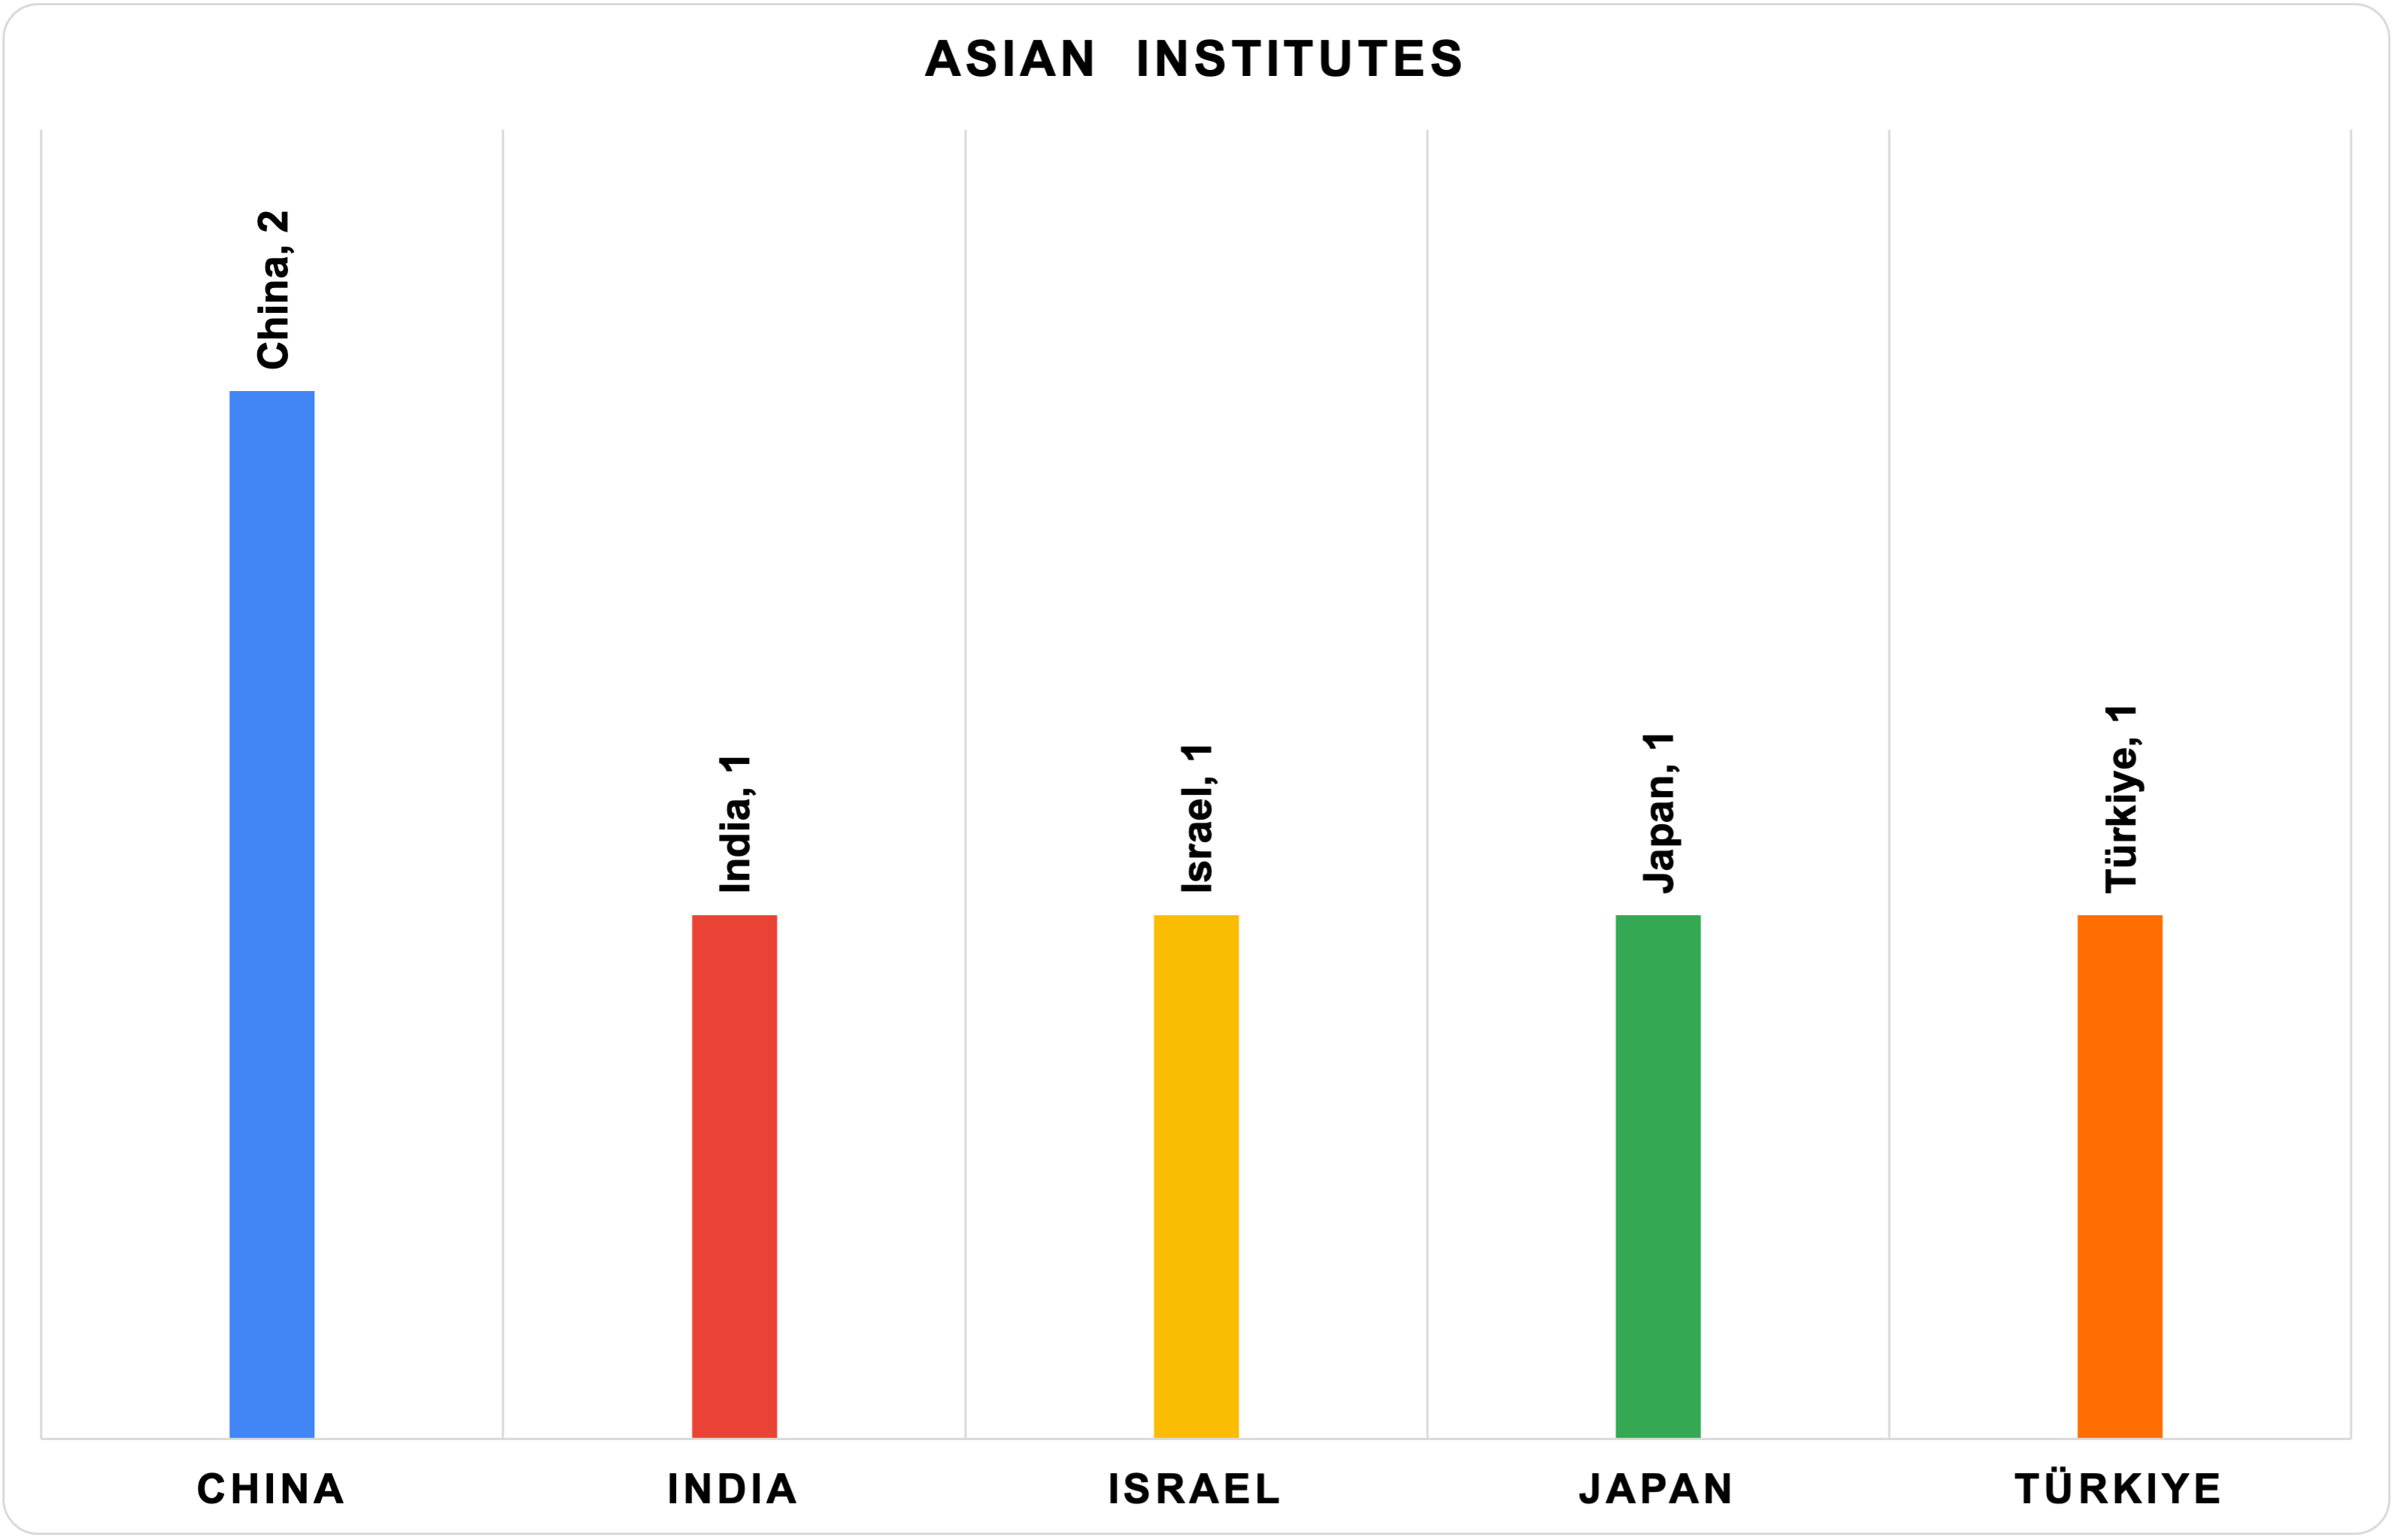 ASIAN INSTITUTES
China, 2
India, 1
Israel, 1
Japan, 1
Türkiye, 1
CHINA
INDIA
ISRAEL
JAPAN
TÜRKIYE